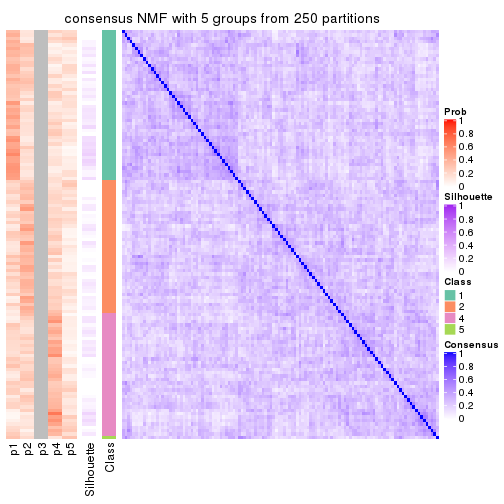 consensus NMF with 5 groups from 250 partitions
Prob
1
0.8
0.6
0.4
0.2
0
Silhouette
1
0.8
0.6
0.4
0.2
0
Class
1
2
4
5
Consensus
1
0.8
0.6
0.4
0.2
0
p1
p2
p3
p4
p5
Silhouette
Class